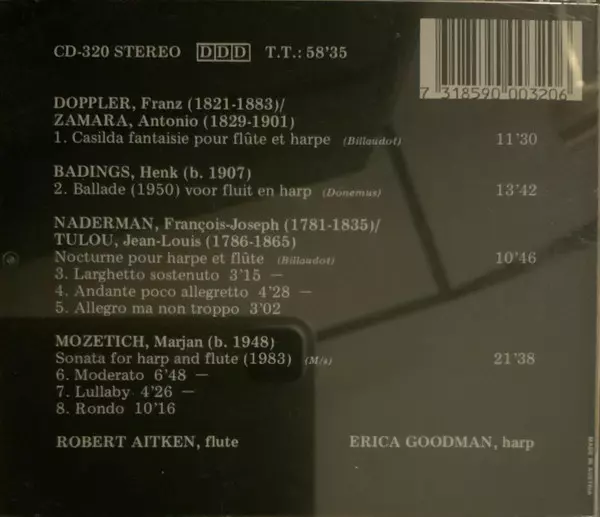 CD-320 STEREO DDD T.T.: 58'35
7 318590 003206
DOPPLER, Franz (1821-1883)/
ZAMARA, Antonio (1829-1901)
1. Casilda fantaisie pour flûte et harpe (Billaudot) 11'30
BADINGS, Henk (b. 1907)
2. Ballade (1950) voor fluit en harp (Donemus) 13'42
NADERMAN, François-Joseph (1781-1835)/
TULOU, Jean-Louis (1786-1865)
Nocturne pour harpe et flûte (Billaudot) 10'46
3. Larghetto sostenuto 3'15 —
4. Andante poco allegretto 4'28 —
5. Allegro ma non troppo 3'02
MOZETICH, Marjan (b. 1948)
Sonata for harp and flute (1983) (M/s) 21'38
6. Moderato 6'48 —
7. Lullaby 4'26 —
8. Rondo 10'16
ROBERT AITKEN, flute ERICA GOODMAN, harp
MADE IN AUSTRIA